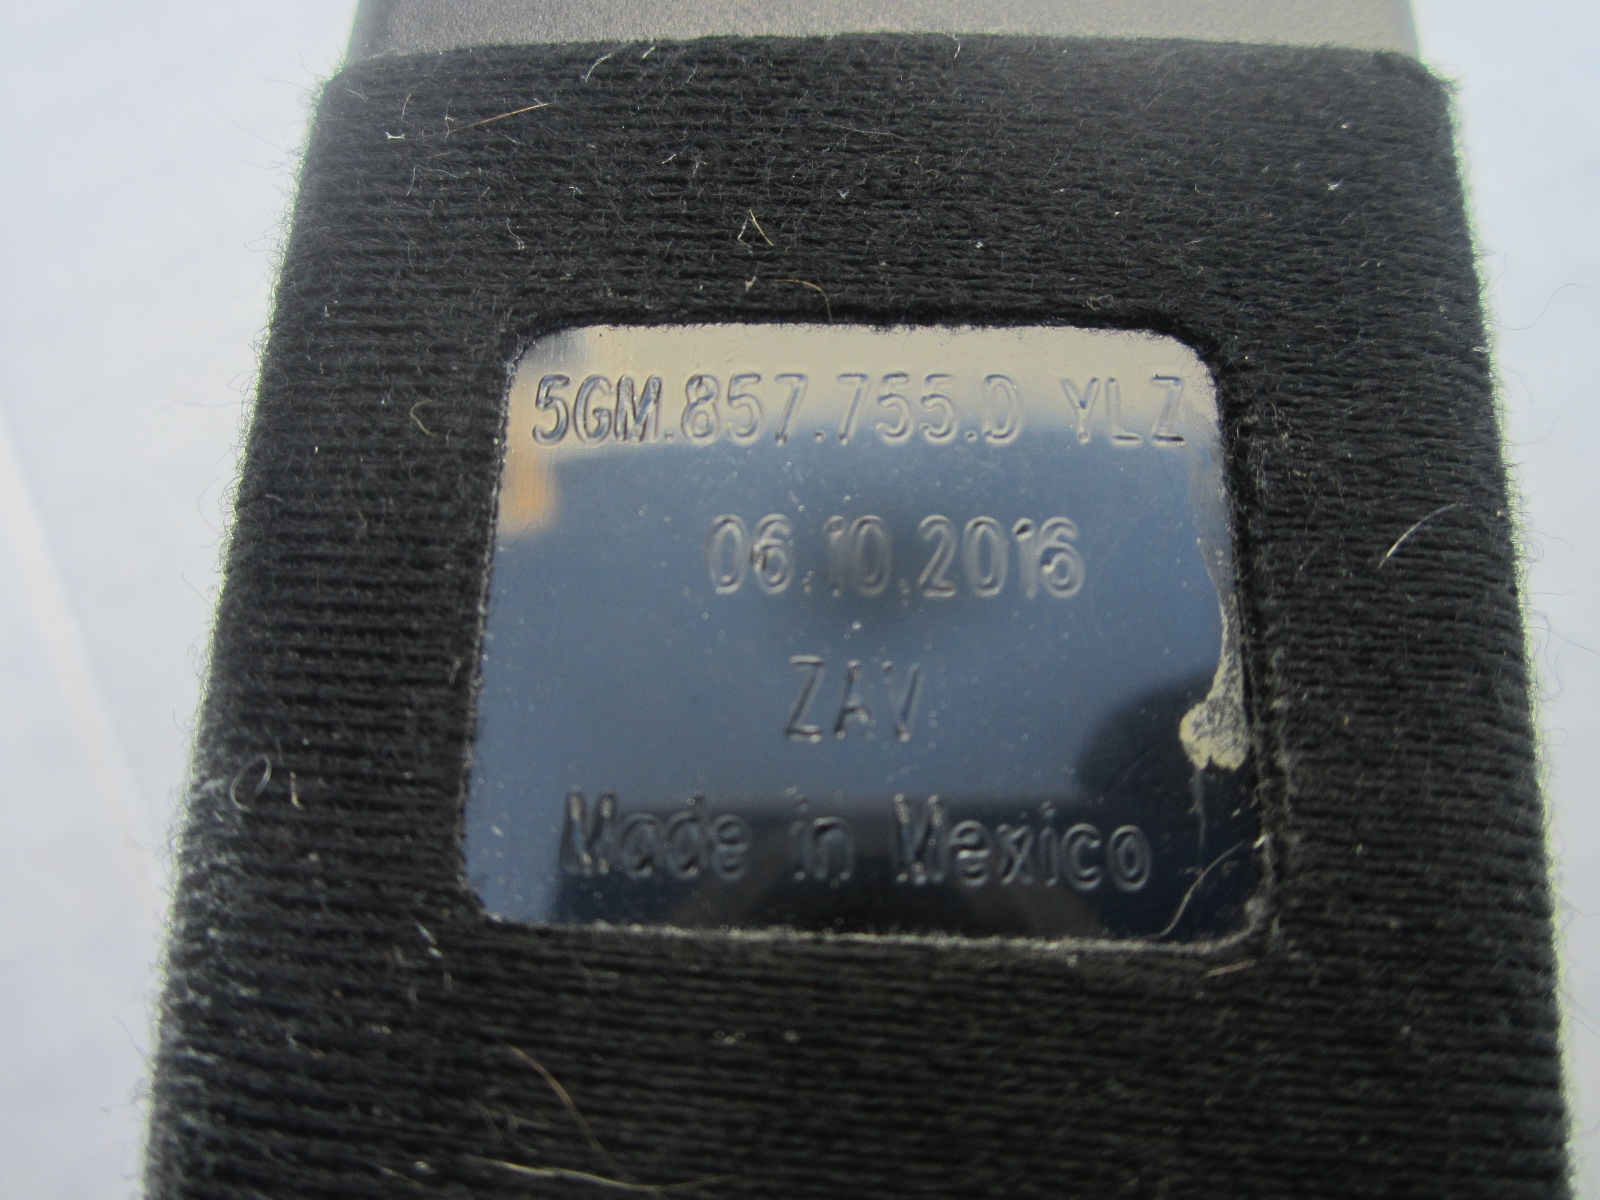 5GM.857.755.D YLZ
06.10.2016
ZAV
Made in Mexico